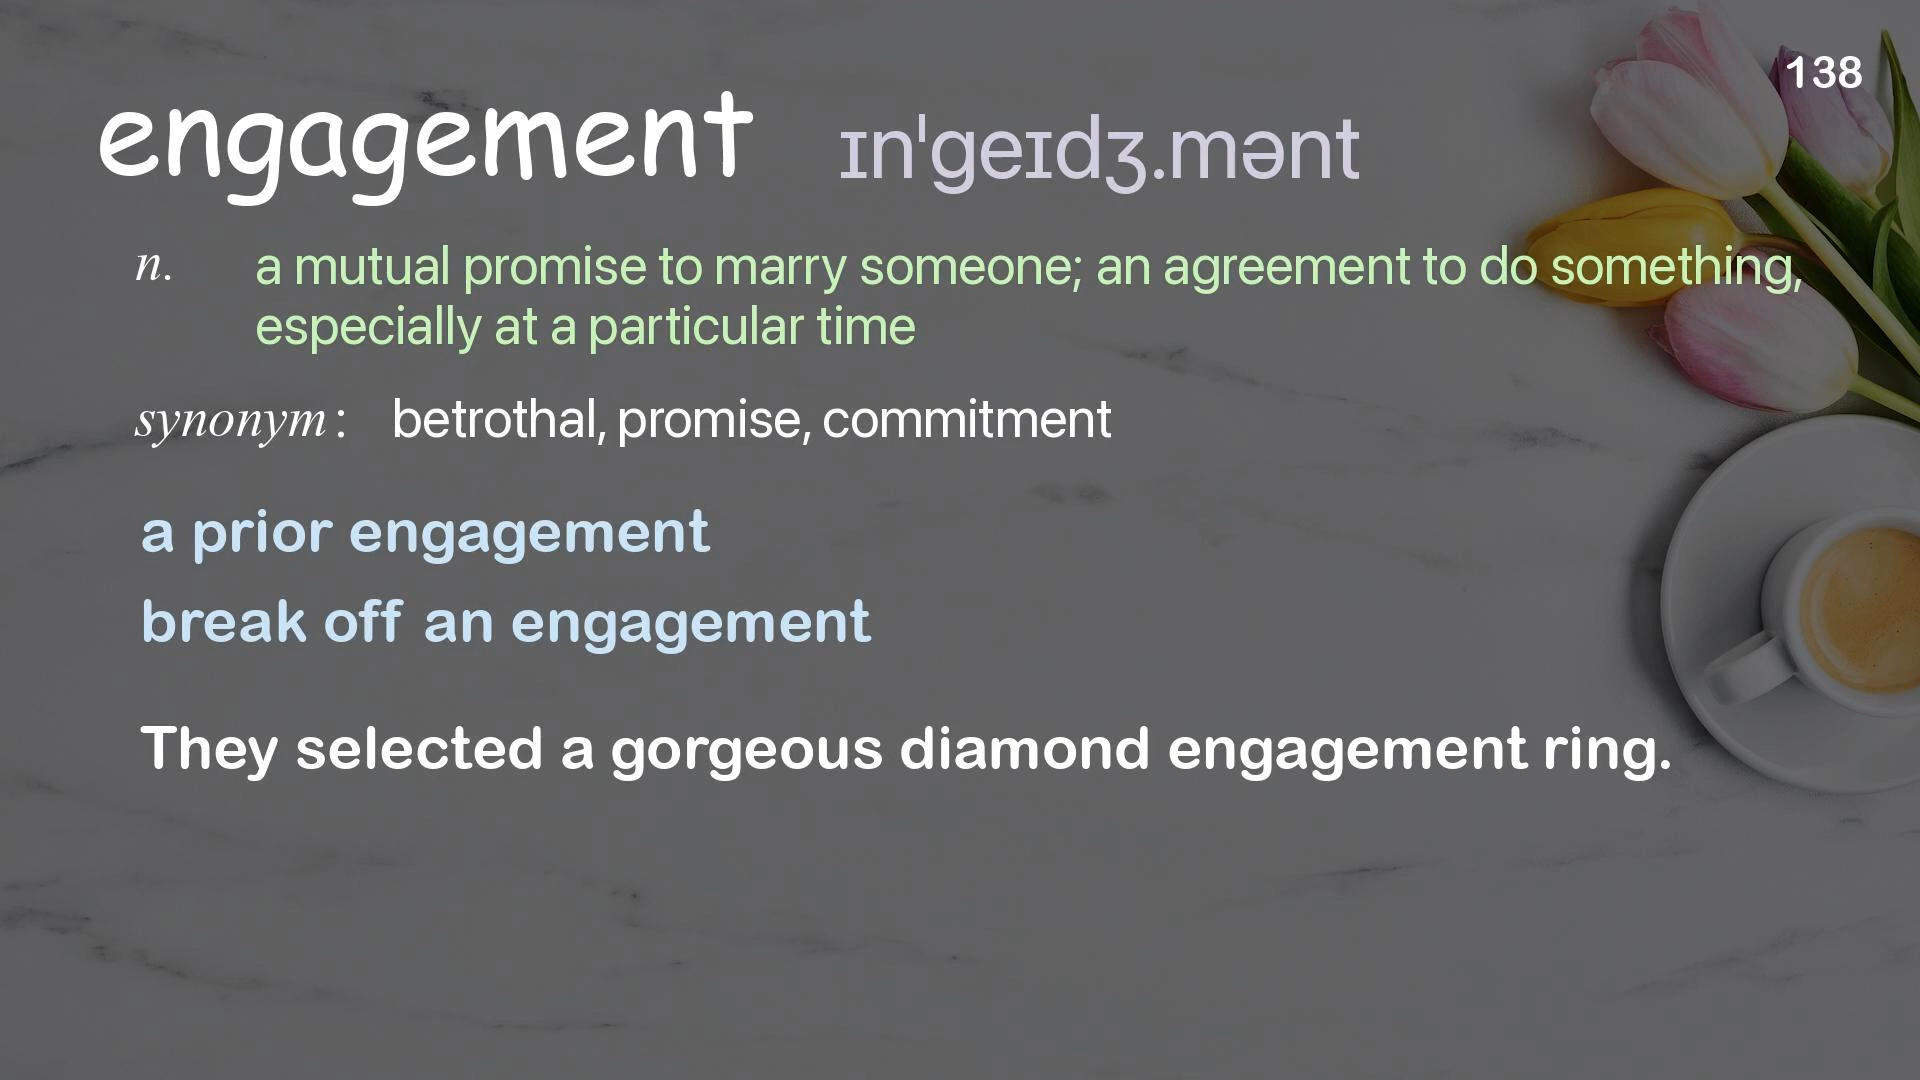 138
engagement ɪnˈɡeɪdʒ.mənt
n. a mutual promise to marry someone; an agreement to do something,
especially at a particular time
synonym : betrothal, promise, commitment
a prior engagement
break off an engagement
They selected a gorgeous diamond engagement ring.